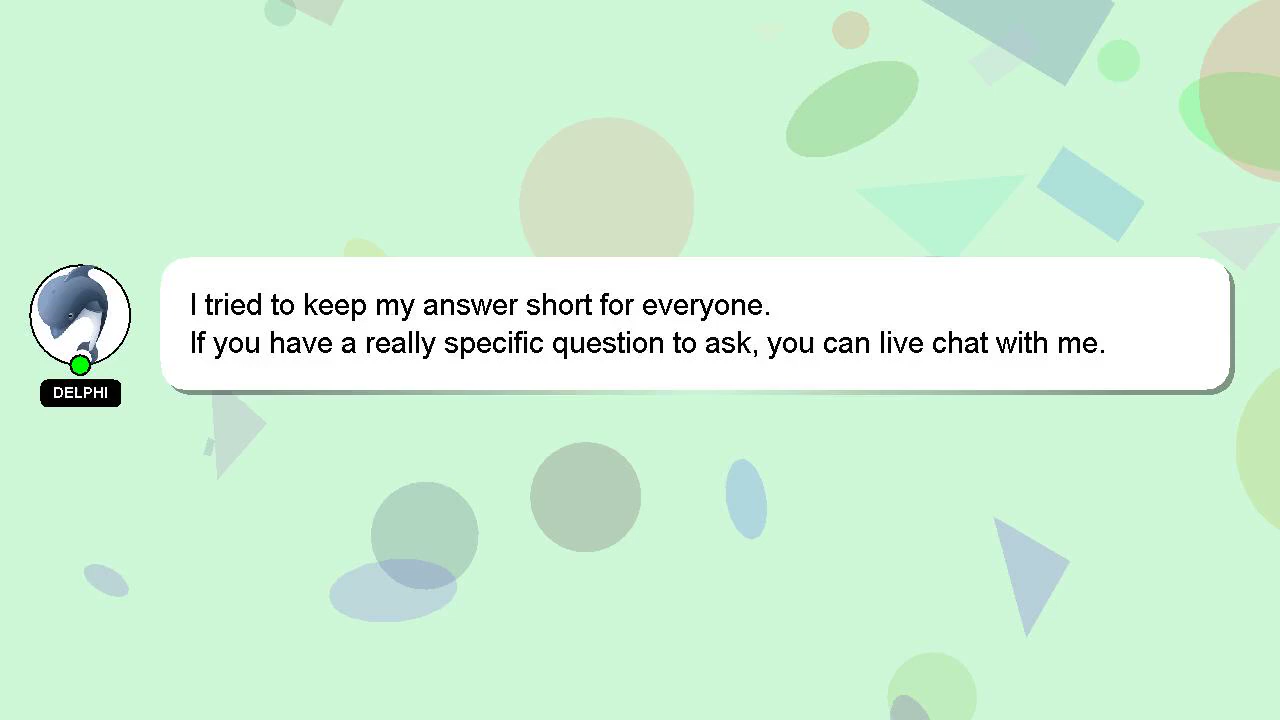 I tried to keep my answer short for everyone.
If you have a really specific question to ask, you can live chat with me.
DELPHI